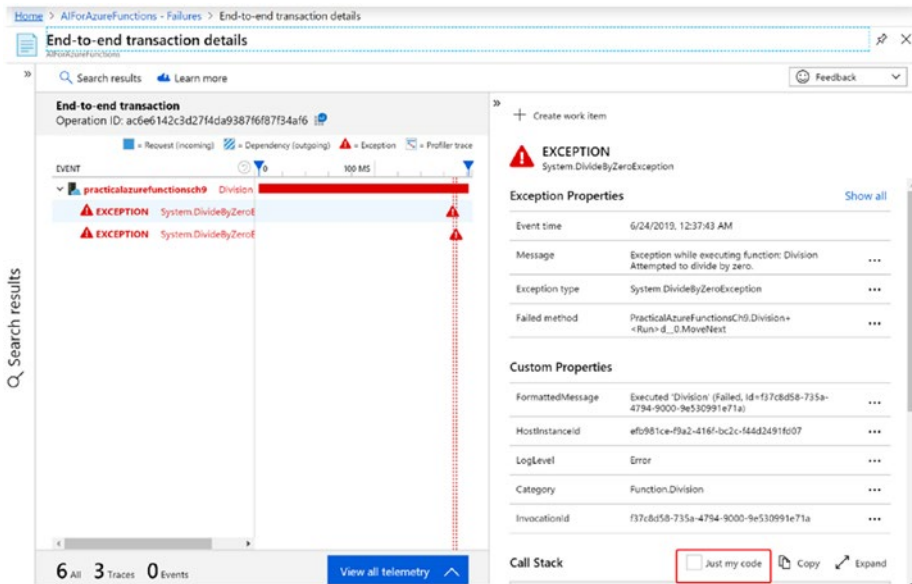 Home > AIForAzureFunctions - Failures > End-to-end transaction details
End-to-end transaction details
AIForAzureFunctions
»
Search results
Learn more
Feedback
End-to-end transaction
Operation ID: ac6e6142c3d27f4da9387f6f87f34af6
= Request (incoming) = Dependency (outgoing) = Exception = Profiler trace
EVENT 0 100 MS
practicalazurefunctionsch9 Division
EXCEPTION System.DivideByZeroE
EXCEPTION System.DivideByZeroE
6 All 3 Traces 0 Events
View all telemetry
Search results
»
+ Create work item
EXCEPTION
System.DivideByZeroException
Exception Properties Show all
Event time 6/24/2019, 12:37:43 AM
Message Exception while executing function: Division
Attempted to divide by zero.
...
Exception type System.DivideByZeroException ...
Failed method PracticalAzureFunctionsCh9.Division+
<Run>d__0.MoveNext
...
Custom Properties
FormattedMessage Executed 'Division' (Failed, Id=f37c8d58-735a-
4794-9000-9e530991e71a)
...
HostInstanceId efb981ce-f9a2-416f-bc2c-f44d2491fd07 ...
LogLevel Error ...
Category Function.Division ...
InvocationId f37c8d58-735a-4794-9000-9e530991e71a ...
Call Stack Just my code Copy Expand